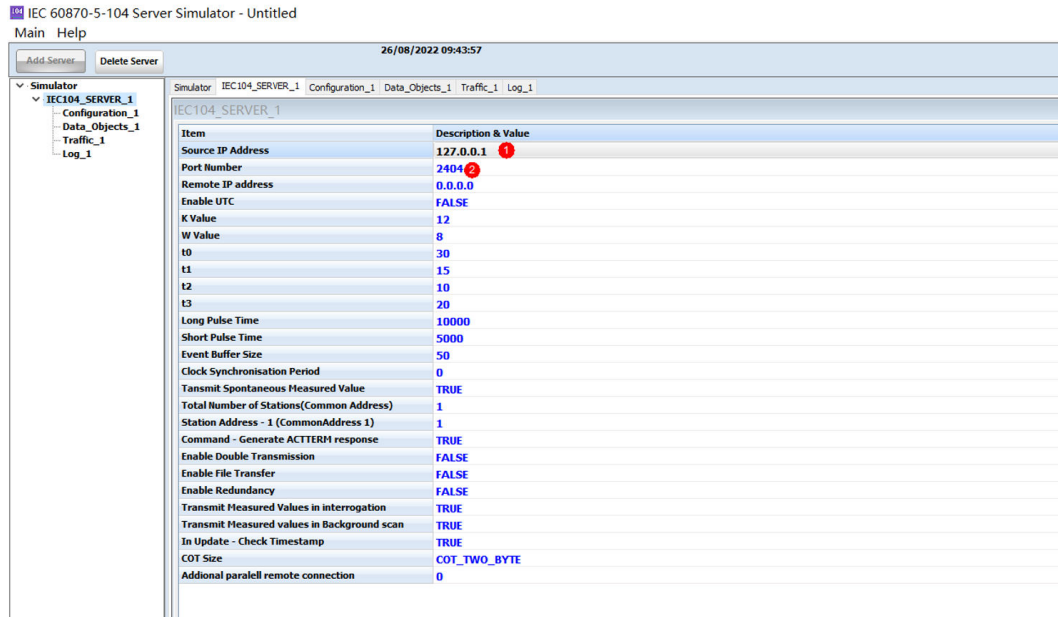 104 IEC 60870-5-104 Server Simulator - Untitled
Main Help
Add Server Delete Server 26/08/2022 09:43:57
Simulator
IEC104_SERVER_1
Configuration_1
Data_Objects_1
Traffic_1
Log_1
Simulator IEC104_SERVER_1 Configuration_1 Data_Objects_1 Traffic_1 Log_1
IEC104_SERVER_1
Item Description & Value
Source IP Address 127.0.0.1 1
Port Number 2404 2
Remote IP address 0.0.0.0
Enable UTC FALSE
K Value 12
W Value 8
t0 30
t1 15
t2 10
t3 20
Long Pulse Time 10000
Short Pulse Time 5000
Event Buffer Size 50
Clock Synchronisation Period 0
Tansmit Spontaneous Measured Value TRUE
Total Number of Stations(Common Address) 1
Station Address - 1 (CommonAddress 1) 1
Command - Generate ACTTERM response TRUE
Enable Double Transmission FALSE
Enable File Transfer FALSE
Enable Redundancy FALSE
Transmit Measured Values in interrogation TRUE
Transmit Measured values in Background scan TRUE
In Update - Check Timestamp TRUE
COT Size COT_TWO_BYTE
Addional paralell remote connection 0